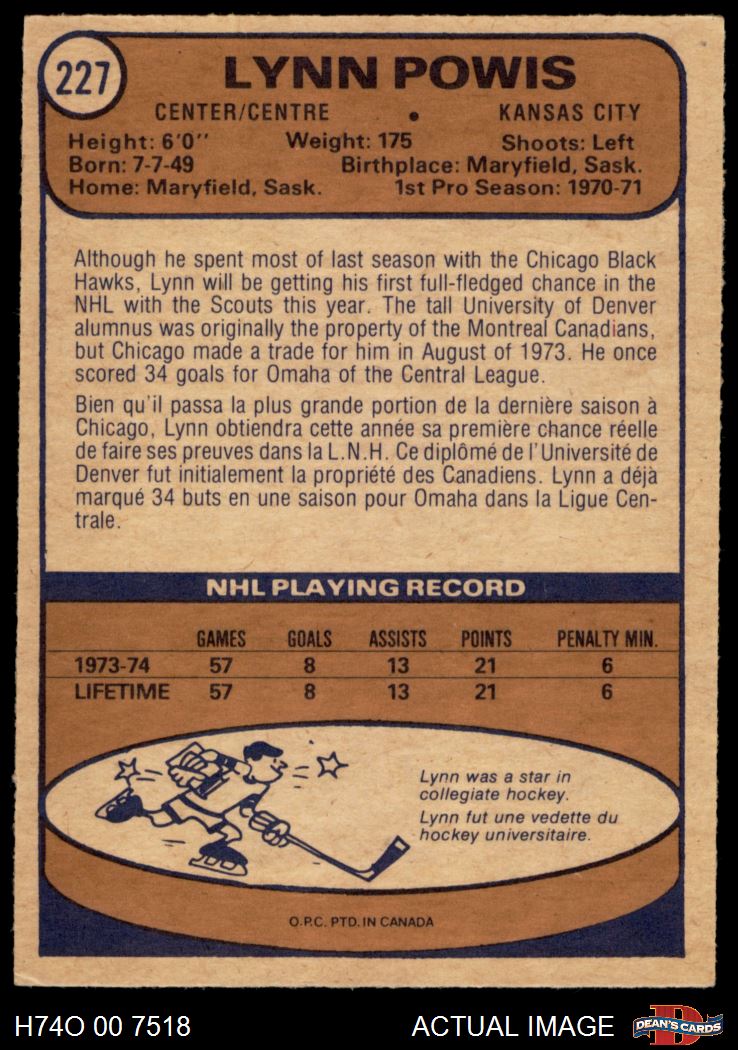 227
LYNN POWIS
CENTER/CENTRE • KANSAS CITY
Height: 6'0" Weight: 175 Shoots: Left
Born: 7-7-49 Birthplace: Maryfield, Sask.
Home: Maryfield, Sask. 1st Pro Season: 1970-71
Although he spent most of last season with the Chicago Black
Hawks, Lynn will be getting his first full-fledged chance in the
NHL with the Scouts this year. The tall University of Denver
alumnus was originally the property of the Montreal Canadians,
but Chicago made a trade for him in August of 1973. He once
scored 34 goals for Omaha of the Central League.
Bien qu'il passa la plus grande portion de la dernière saison à
Chicago, Lynn obtiendra cette année sa première chance réelle
de faire ses preuves dans la L.N.H. Ce diplômé de l'Université de
Denver fut initialement la propriété des Canadiens. Lynn a déjà
marqué 34 buts en une saison pour Omaha dans la Ligue Cen-
trale.
NHL PLAYING RECORD
GAMES GOALS ASSISTS POINTS PENALTY MIN.
1973-74 57 8 13 21 6
LIFETIME 57 8 13 21 6
Lynn was a star in
collegiate hockey.
Lynn fut une vedette du
hockey universitaire.
O.P.C. PTD. IN CANADA
H74O 00 7518 ACTUAL IMAGE D DEAN'S CARDS